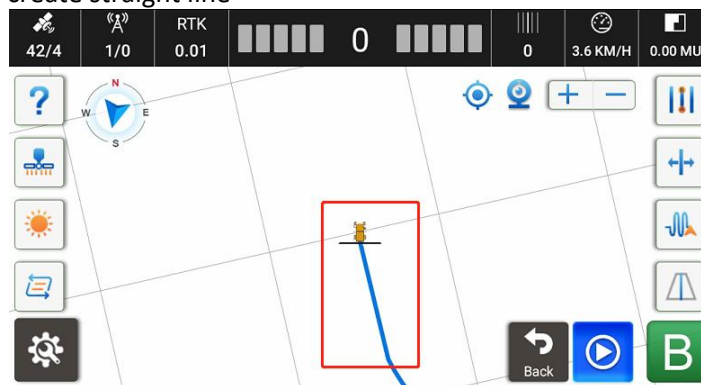 create straight line
RTK
42/4 1/0 0.01 0 0 3.6 KM/H 0.00 MU
?
N
W E
S
Back
B